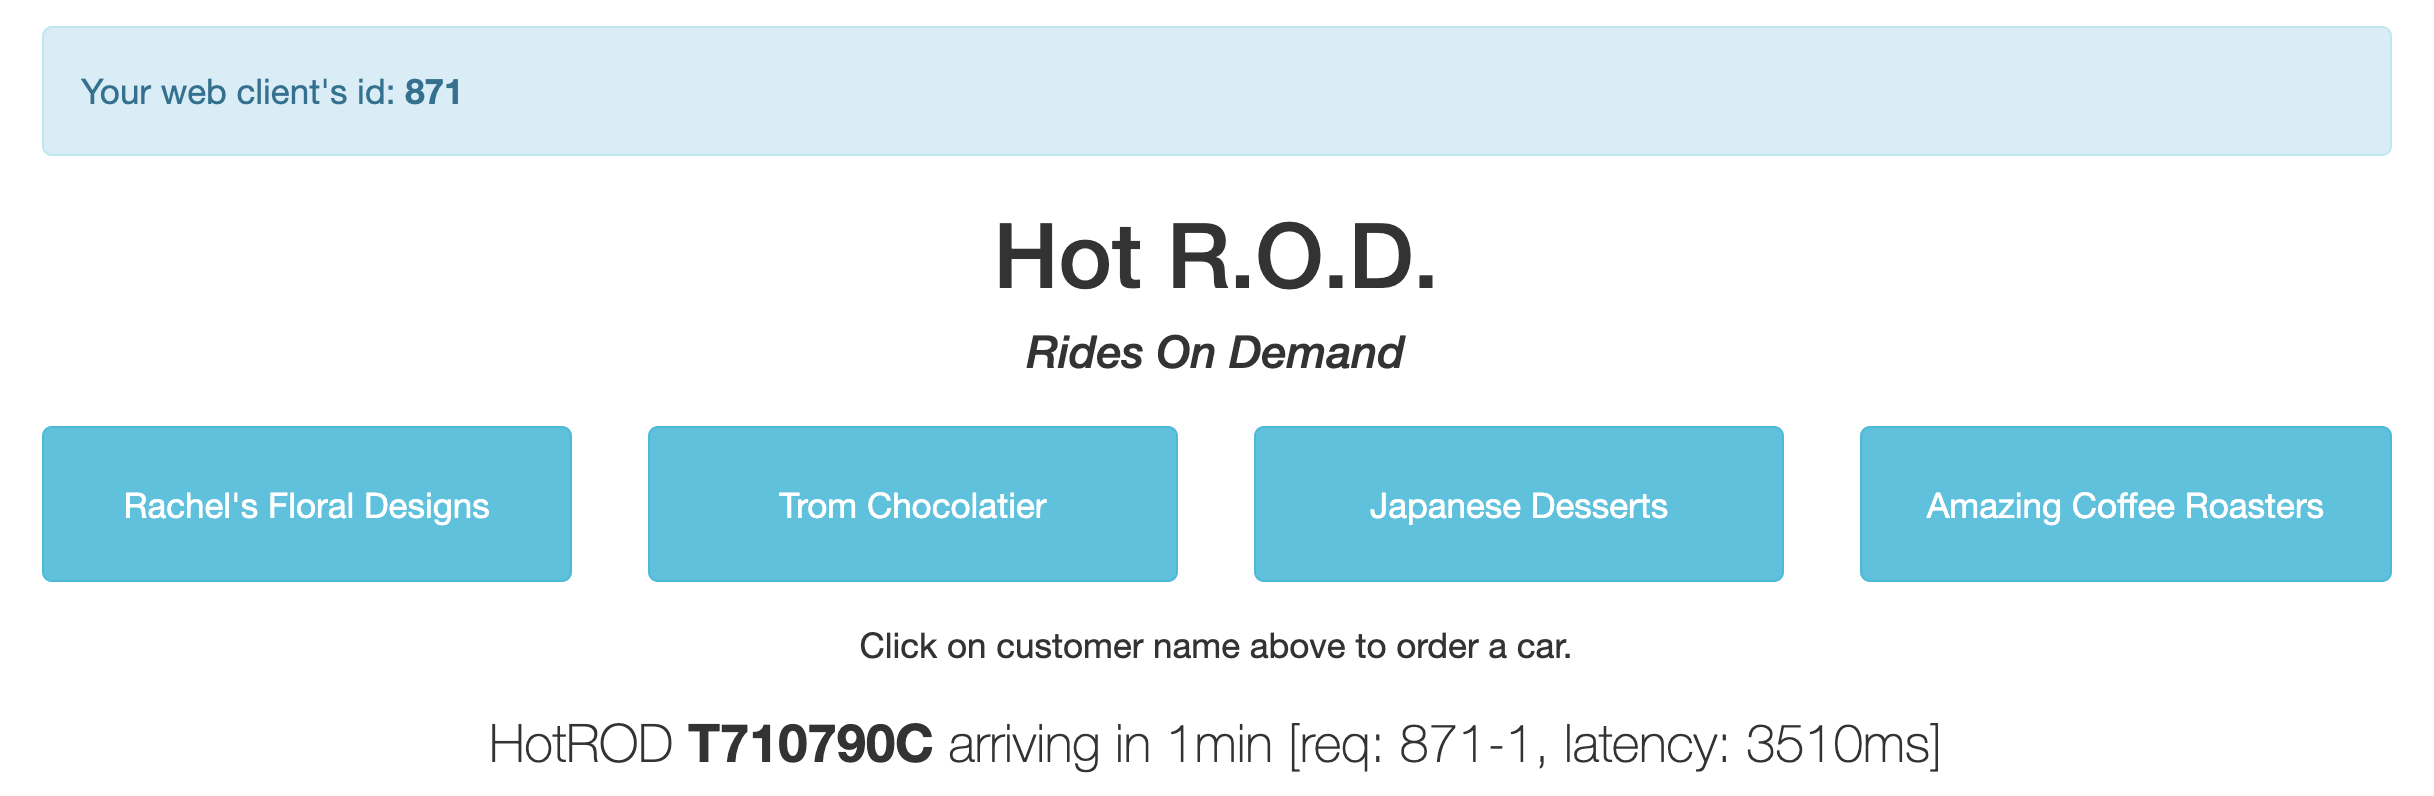 Your web client's id: 871
Hot R.O.D.
Rides On Demand
Rachel's Floral Designs
Trom Chocolatier
Japanese Desserts
Amazing Coffee Roasters
Click on customer name above to order a car.
HotROD T710790C arriving in 1min [req: 871-1, latency: 3510ms]